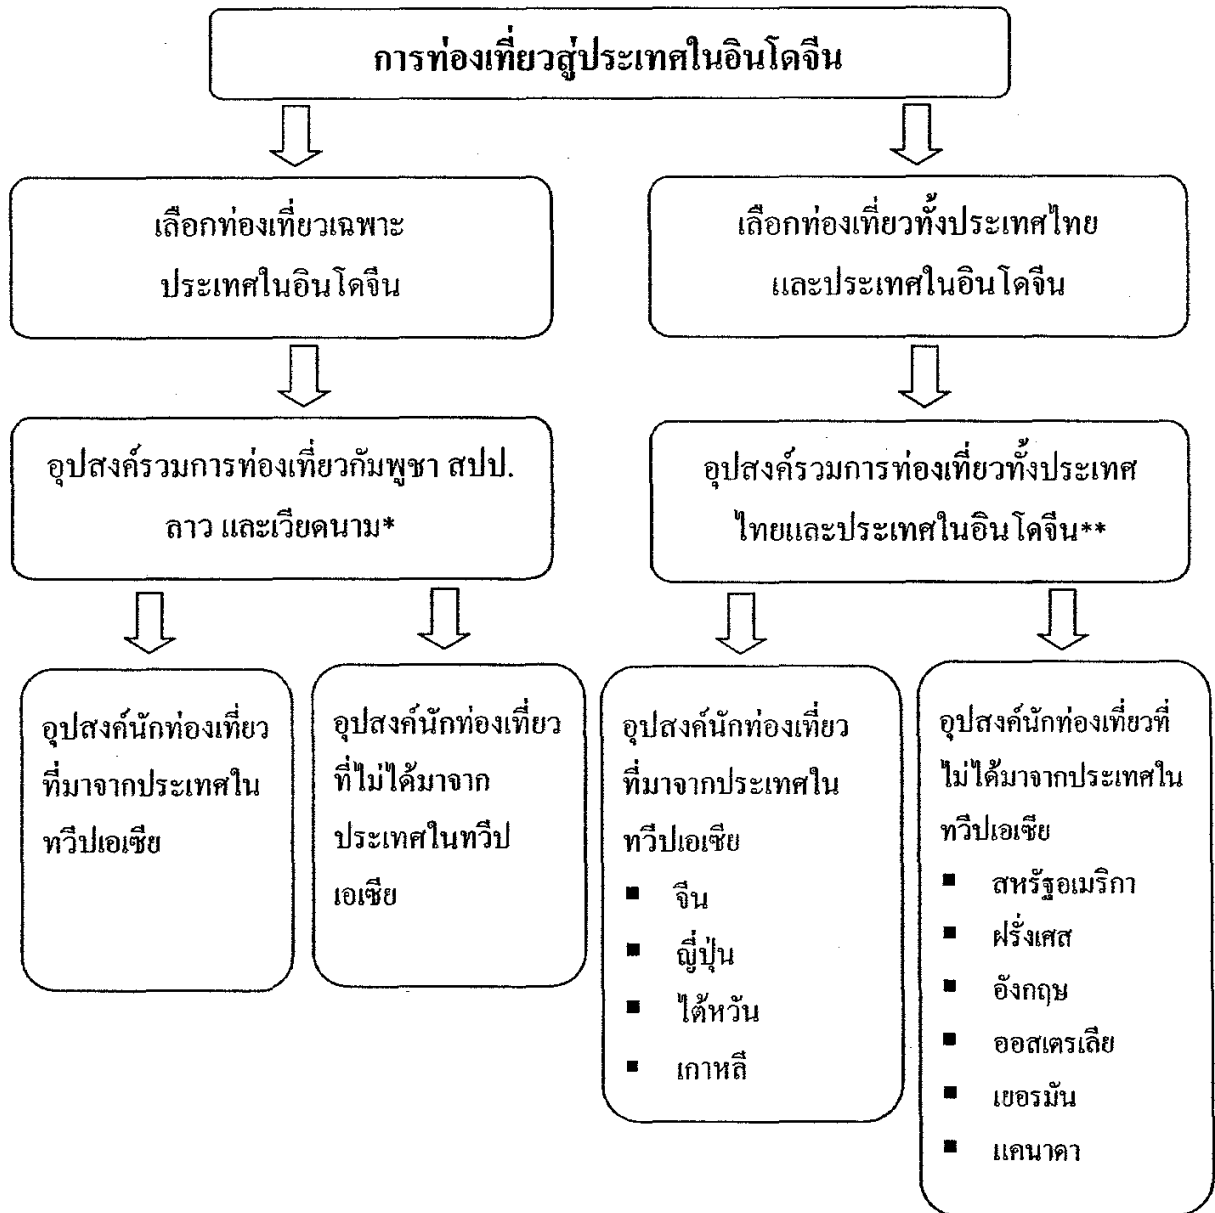 การท่องเที่ยวสู่ประเทศในอินโดจีน
เลือกท่องเที่ยวเฉพาะ
ประเทศในอินโดจีน
เลือกท่องเที่ยวทั้งประเทศไทย
และประเทศในอินโดจีน
อุปสงค์รวมการท่องเที่ยวกัมพูชา สปป.
ลาว และเวียดนาม*
อุปสงค์รวมการท่องเที่ยวทั้งประเทศ
ไทยและประเทศในอินโดจีน**
อุปสงค์นักท่องเที่ยว
ที่มาจากประเทศใน
ทวีปเอเชีย
อุปสงค์นักท่องเที่ยว
ที่ไม่ได้มาจาก
ประเทศในทวีป
เอเซีย
อุปสงค์นักท่องเที่ยว
ที่มาจากประเทศใน
ทวีปเอเซีย
▪ จีน
▪ ญี่ปุ่น
▪ ไต้หวัน
▪ เกาหลี
อุปสงค์นักท่องเที่ยวที่
ไม่ได้มาจากประเทศใน
ทวีปเอเซีย
▪ สหรัฐอเมริกา
▪ ฝรั่งเศส
▪ อังกฤษ
▪ ออสเตรเลีย
▪ เยอรมัน
▪ แคนาดา